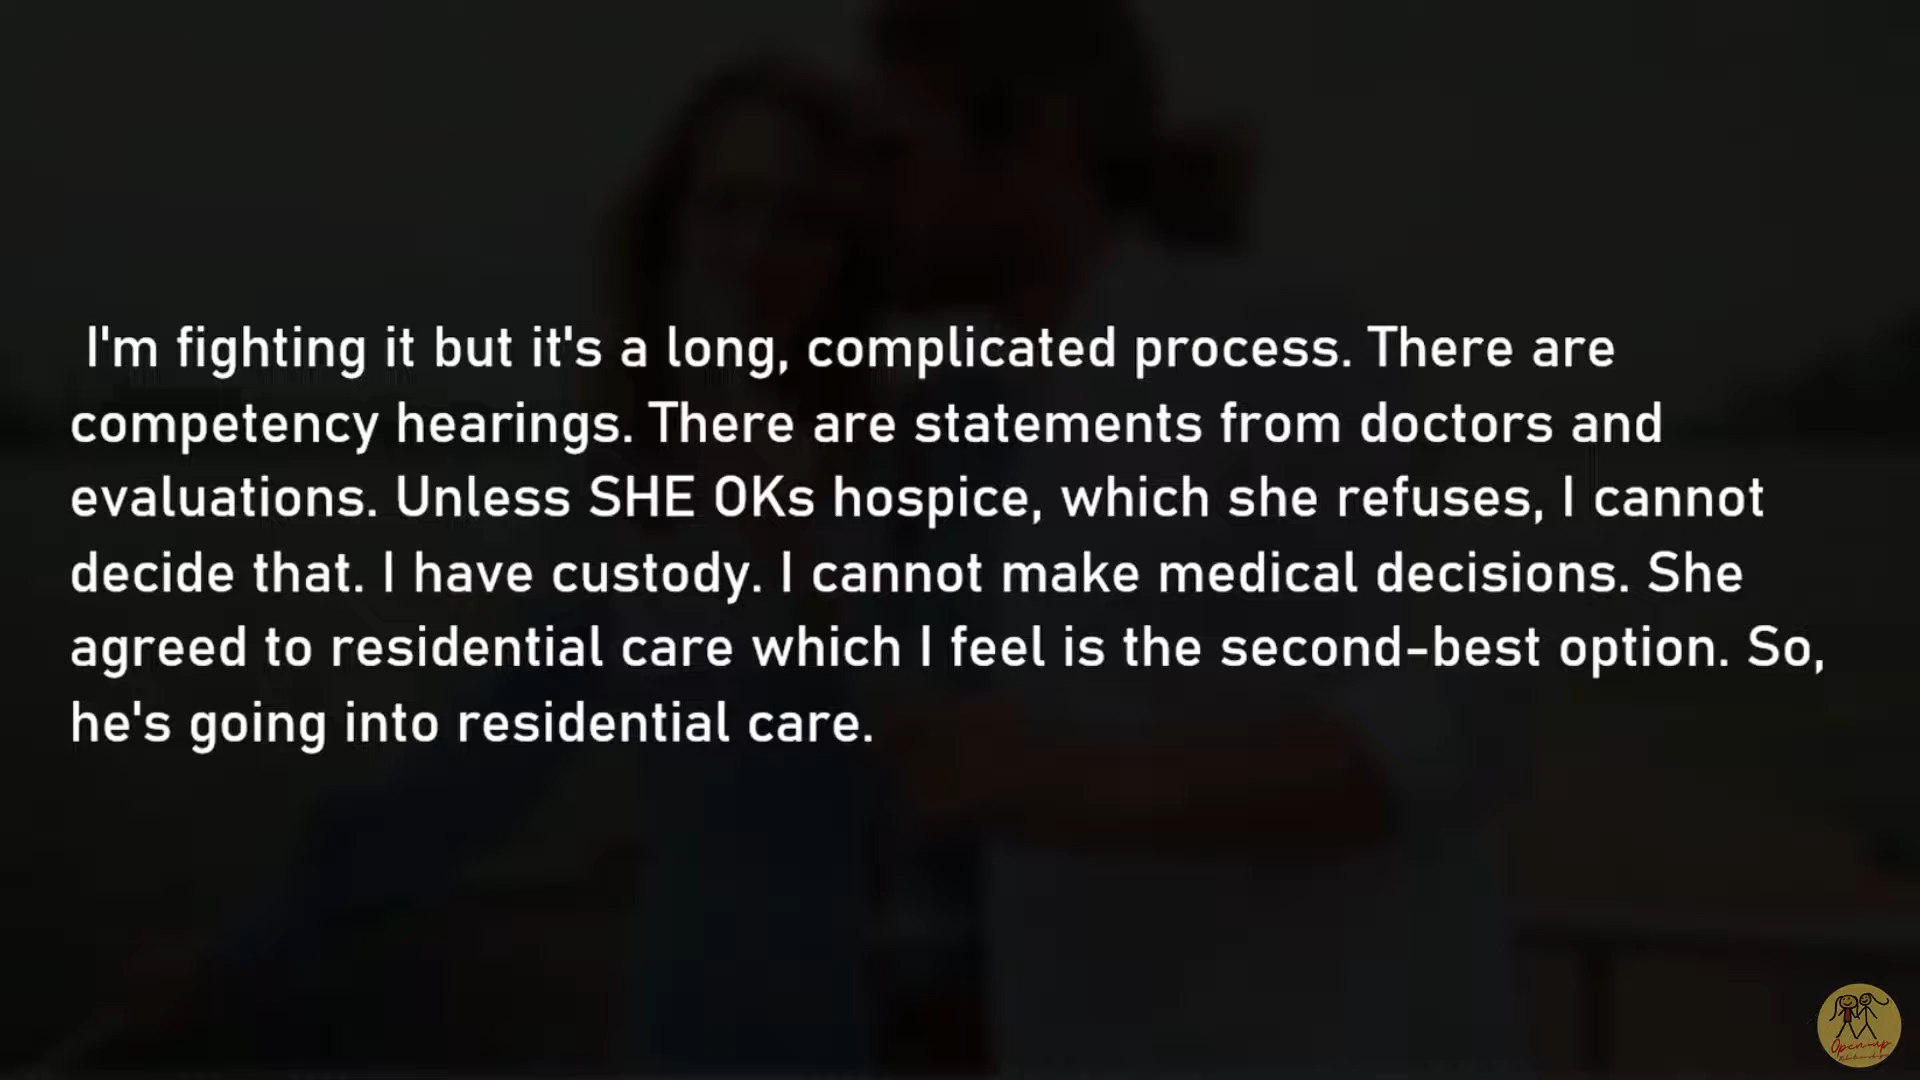 I'm fighting it but it's a long, complicated process. There are
competency hearings. There are statements from doctors and
evaluations. Unless SHE OKs hospice, which she refuses, I cannot
decide that. I have custody. I cannot make medical decisions. She
agreed to residential care which I feel is the second-best option. So,
he's going into residential care.
Open-up